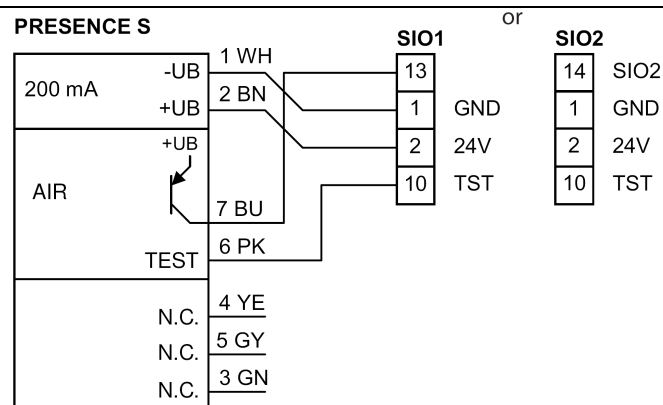 or
PRESENCE S
SIO1
SIO2
200 mA
-UB
1 WH
+UB
2 BN
AIR
+UB
7 BU
TEST
6 PK
N.C.
4 YE
N.C.
5 GY
N.C.
3 GN
13
1 GND
2 24V
10 TST
14 SIO2
1 GND
2 24V
10 TST